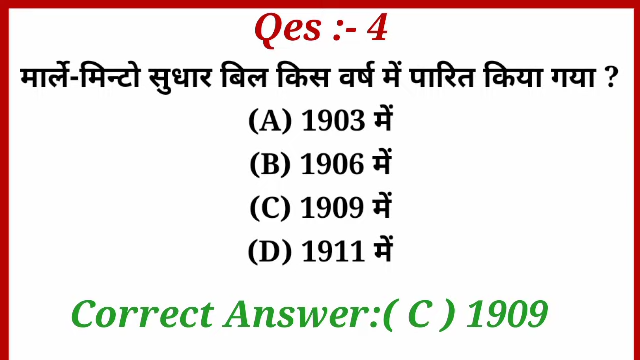 Qes :- 4
मार्ले-मिन्टो सुधार बिल किस वर्ष में पारित किया गया ?
(A) 1903 में
(B) 1906 में
(C) 1909 में
(D) 1911 में
Correct Answer:( C ) 1909